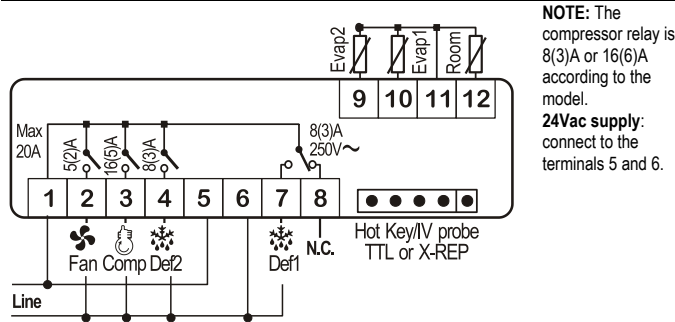 Evap2
Evap1
Room
9 10 11 12
Max
20A
5(2)A
16(5)A
8(3)A
8(3)A
250V~
1 2 3 4 5 6 7 8
Fan Comp Def2
Def1
N.C.
Hot Key/IV probe
TTL or X-REP
Line
NOTE: The
compressor relay is
8(3)A or 16(6)A
according to the
model.
24Vac supply:
connect to the
terminals 5 and 6.